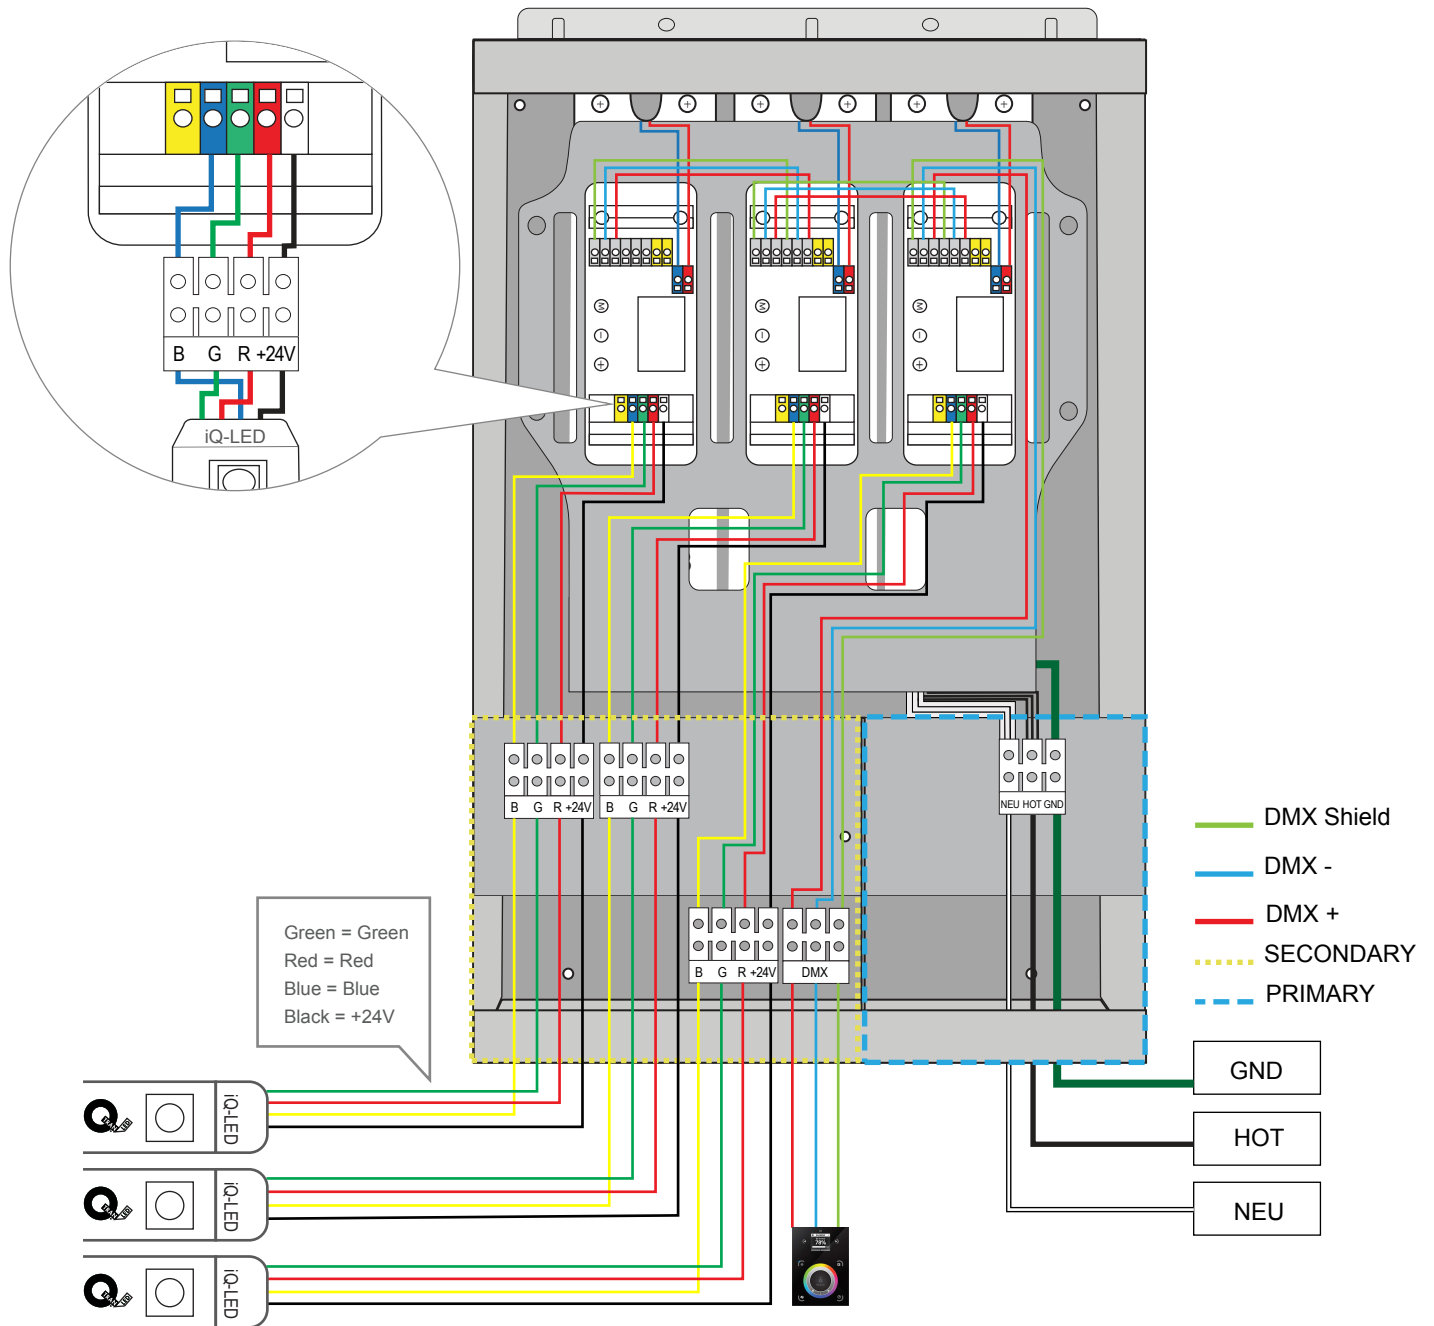 B G R +24V
iQ-LED
M
M
M
B G R +24V
B G R +24V
NEU HOT GND
B G R +24V
DMX
DMX Shield
DMX -
DMX +
SECONDARY
PRIMARY
Green = Green
Red = Red
Blue = Blue
Black = +24V
GND
HOT
NEU
iQ-LED
iQ-LED
iQ-LED
70%